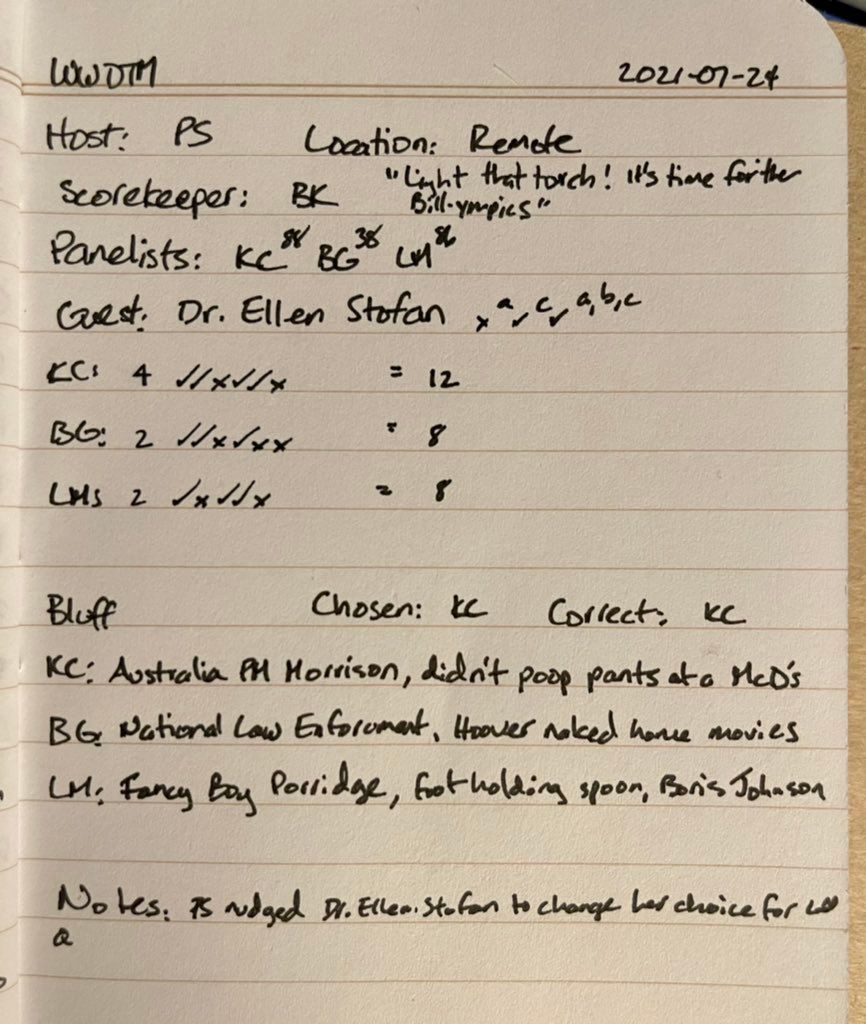 WWDTM 2021-07-24
Host: PS Location: Remote
Scorekeeper: BK "Light that torch! It's time for the
Bill-ympics"
Panelists: KC BG 38 LM 86
Guest: Dr. Ellen Stofan x a✓ c✓ a,b,c
KC: 4 ✓✓x✓✓x = 12
BG: 2 ✓✓x✓xx = 8
LM: 2 ✓x✓✓x = 8
Bluff Chosen: KC Correct: KC
KC: Australia PM Morrison, didn't poop pants at a McD's
BG: National Law Enforcment, Hoover naked home movies
LM: Fancy Boy Porridge, foot holding spoon, Boris Johnson
Notes: PS nudged Dr. Ellen Stofan to change her choice for
Q